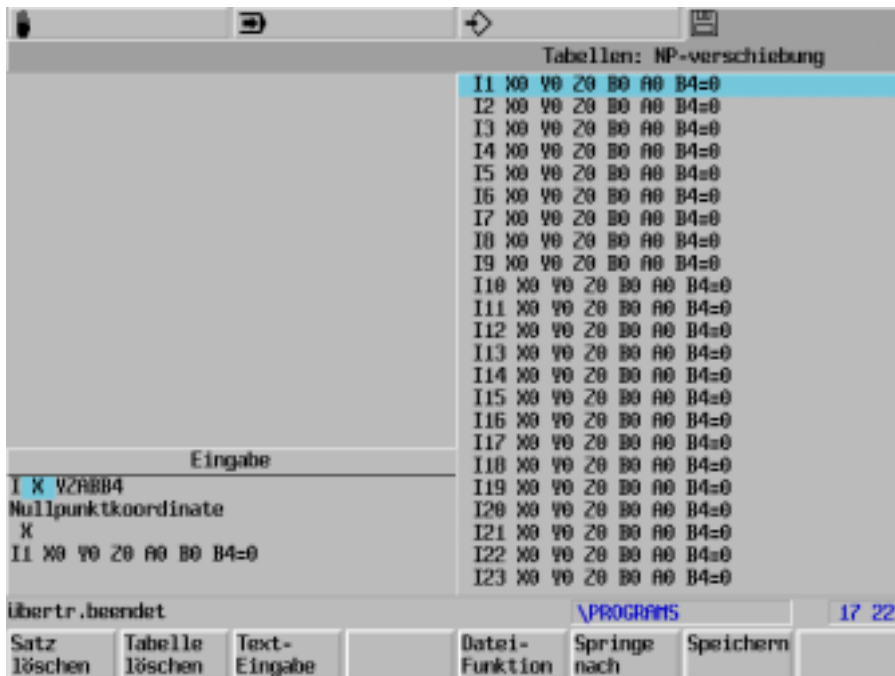 Tabellen: NP-verschiebung
I1 X0 Y0 Z0 B0 A0 B4=0
I2 X0 Y0 Z0 B0 A0 B4=0
I3 X0 Y0 Z0 B0 A0 B4=0
I4 X0 Y0 Z0 B0 A0 B4=0
I5 X0 Y0 Z0 B0 A0 B4=0
I6 X0 Y0 Z0 B0 A0 B4=0
I7 X0 Y0 Z0 B0 A0 B4=0
I8 X0 Y0 Z0 B0 A0 B4=0
I9 X0 Y0 Z0 B0 A0 B4=0
I10 X0 Y0 Z0 B0 A0 B4=0
I11 X0 Y0 Z0 B0 A0 B4=0
I12 X0 Y0 Z0 B0 A0 B4=0
I13 X0 Y0 Z0 B0 A0 B4=0
I14 X0 Y0 Z0 B0 A0 B4=0
I15 X0 Y0 Z0 B0 A0 B4=0
I16 X0 Y0 Z0 B0 A0 B4=0
I17 X0 Y0 Z0 B0 A0 B4=0
I18 X0 Y0 Z0 B0 A0 B4=0
I19 X0 Y0 Z0 B0 A0 B4=0
I20 X0 Y0 Z0 B0 A0 B4=0
I21 X0 Y0 Z0 B0 A0 B4=0
I22 X0 Y0 Z0 B0 A0 B4=0
I23 X0 Y0 Z0 B0 A0 B4=0
Eingabe
I X YZABB4
Nullpunktkoordinate
X
I1 X0 Y0 Z0 A0 B0 B4=0
übertr.beendet \PROGRAMS 17 22
Satz löschen
Tabelle löschen
Text-Eingabe
Datei-Funktion
Springe nach
Speichern